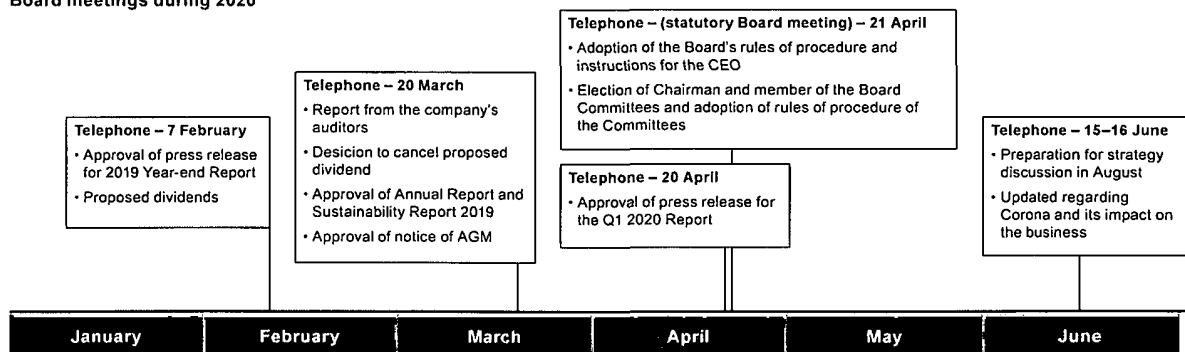 Board meetings during 2020
Telephone – 7 February
• Approval of press release
for 2019 Year-end Report
• Proposed dividends
Telephone – 20 March
• Report from the company's
auditors
• Desicion to cancel proposed
dividend
• Approval of Annual Report and
Sustainability Report 2019
• Approval of notice of AGM
Telephone – (statutory Board meeting) – 21 April
• Adoption of the Board's rules of procedure and
instructions for the CEO
• Election of Chairman and member of the Board
Committees and adoption of rules of procedure of
the Committees
Telephone – 20 April
• Approval of press release for
the Q1 2020 Report
Telephone – 15–16 June
• Preparation for strategy
discussion in August
• Updated regarding
Corona and its impact on
the business
January
February
March
April
May
June